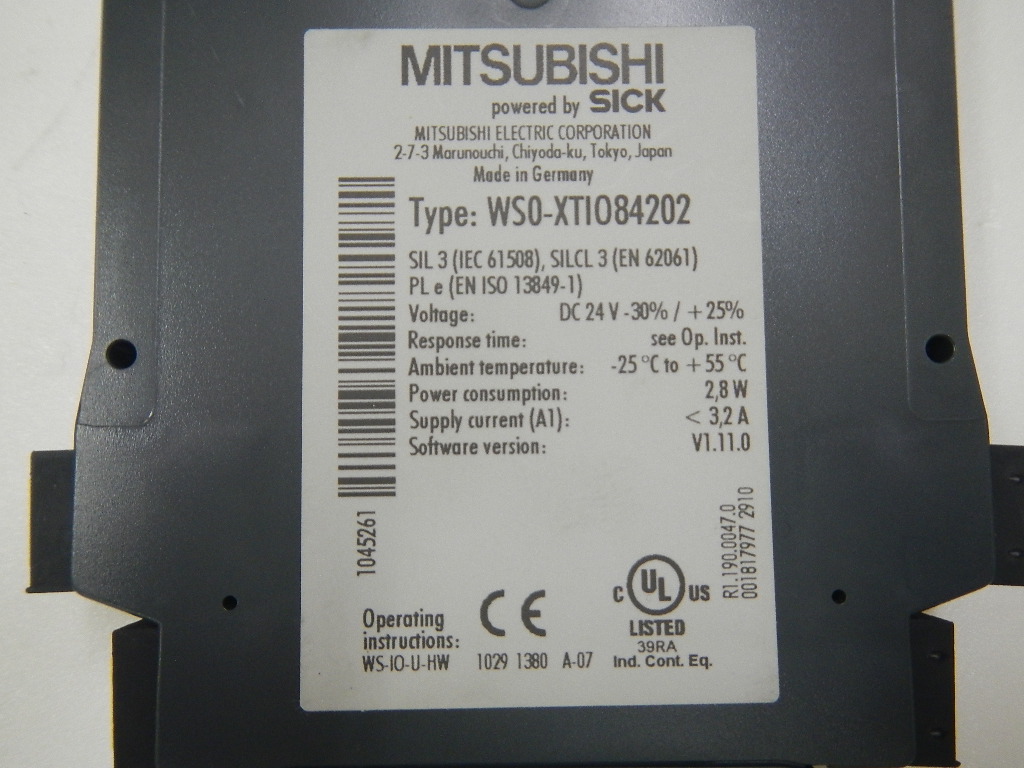 MITSUBISHI
powered by SICK
MITSUBISHI ELECTRIC CORPORATION
2-7-3 Marunouchi, Chiyoda-ku, Tokyo, Japan
Made in Germany
Type: WS0-XTIO84202
SIL 3 (IEC 61508), SILCL 3 (EN 62061)
PL e (EN ISO 13849-1)
Voltage: DC 24 V -30% / +25%
Response time: see Op. Inst.
Ambient temperature: -25 °C to +55 °C
Power consumption: 2,8 W
Supply current (A1): < 3,2 A
Software version: V1.11.0
1045261
R1.190.0047.0
001817977 2910
Operating
instructions:
WS-IO-U-HW 1029 1380 A-07
CE
C UL US
LISTED
39RA
Ind. Cont. Eq.